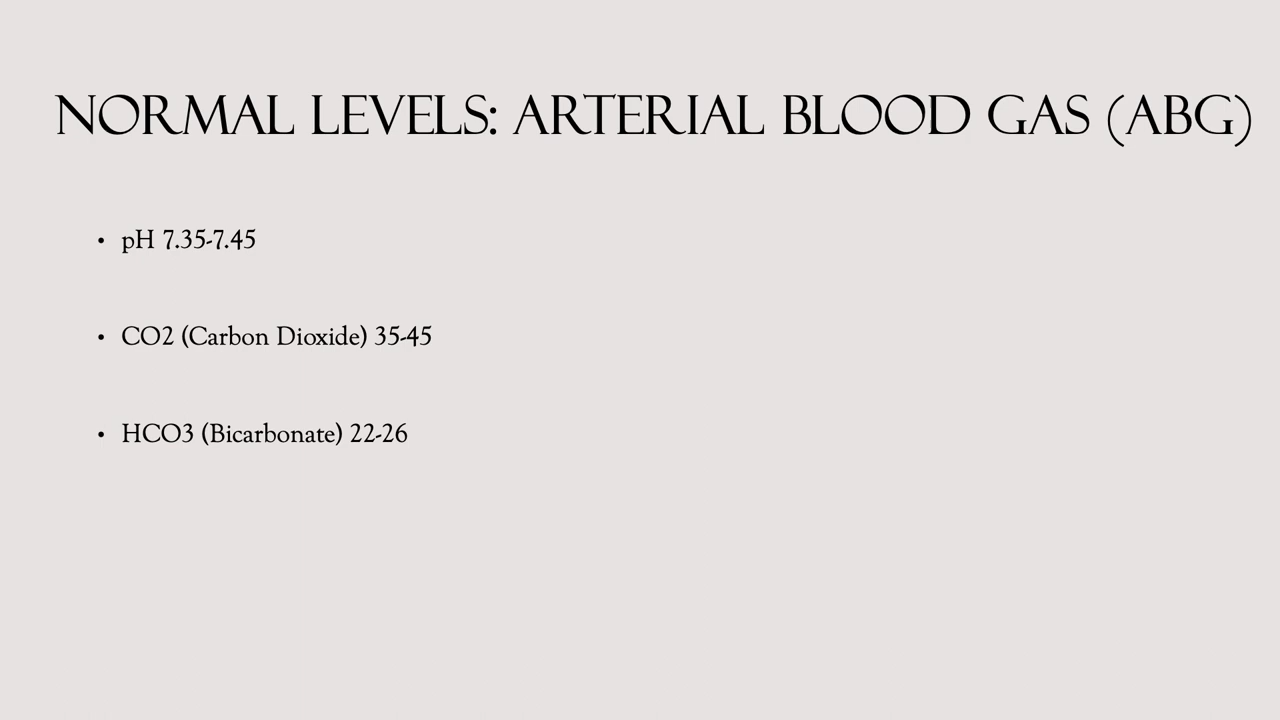 NORMAL LEVELS: ARTERIAL BLOOD GAS (ABG)
• pH 7.35-7.45
• CO2 (Carbon Dioxide) 35-45
• HCO3 (Bicarbonate) 22-26